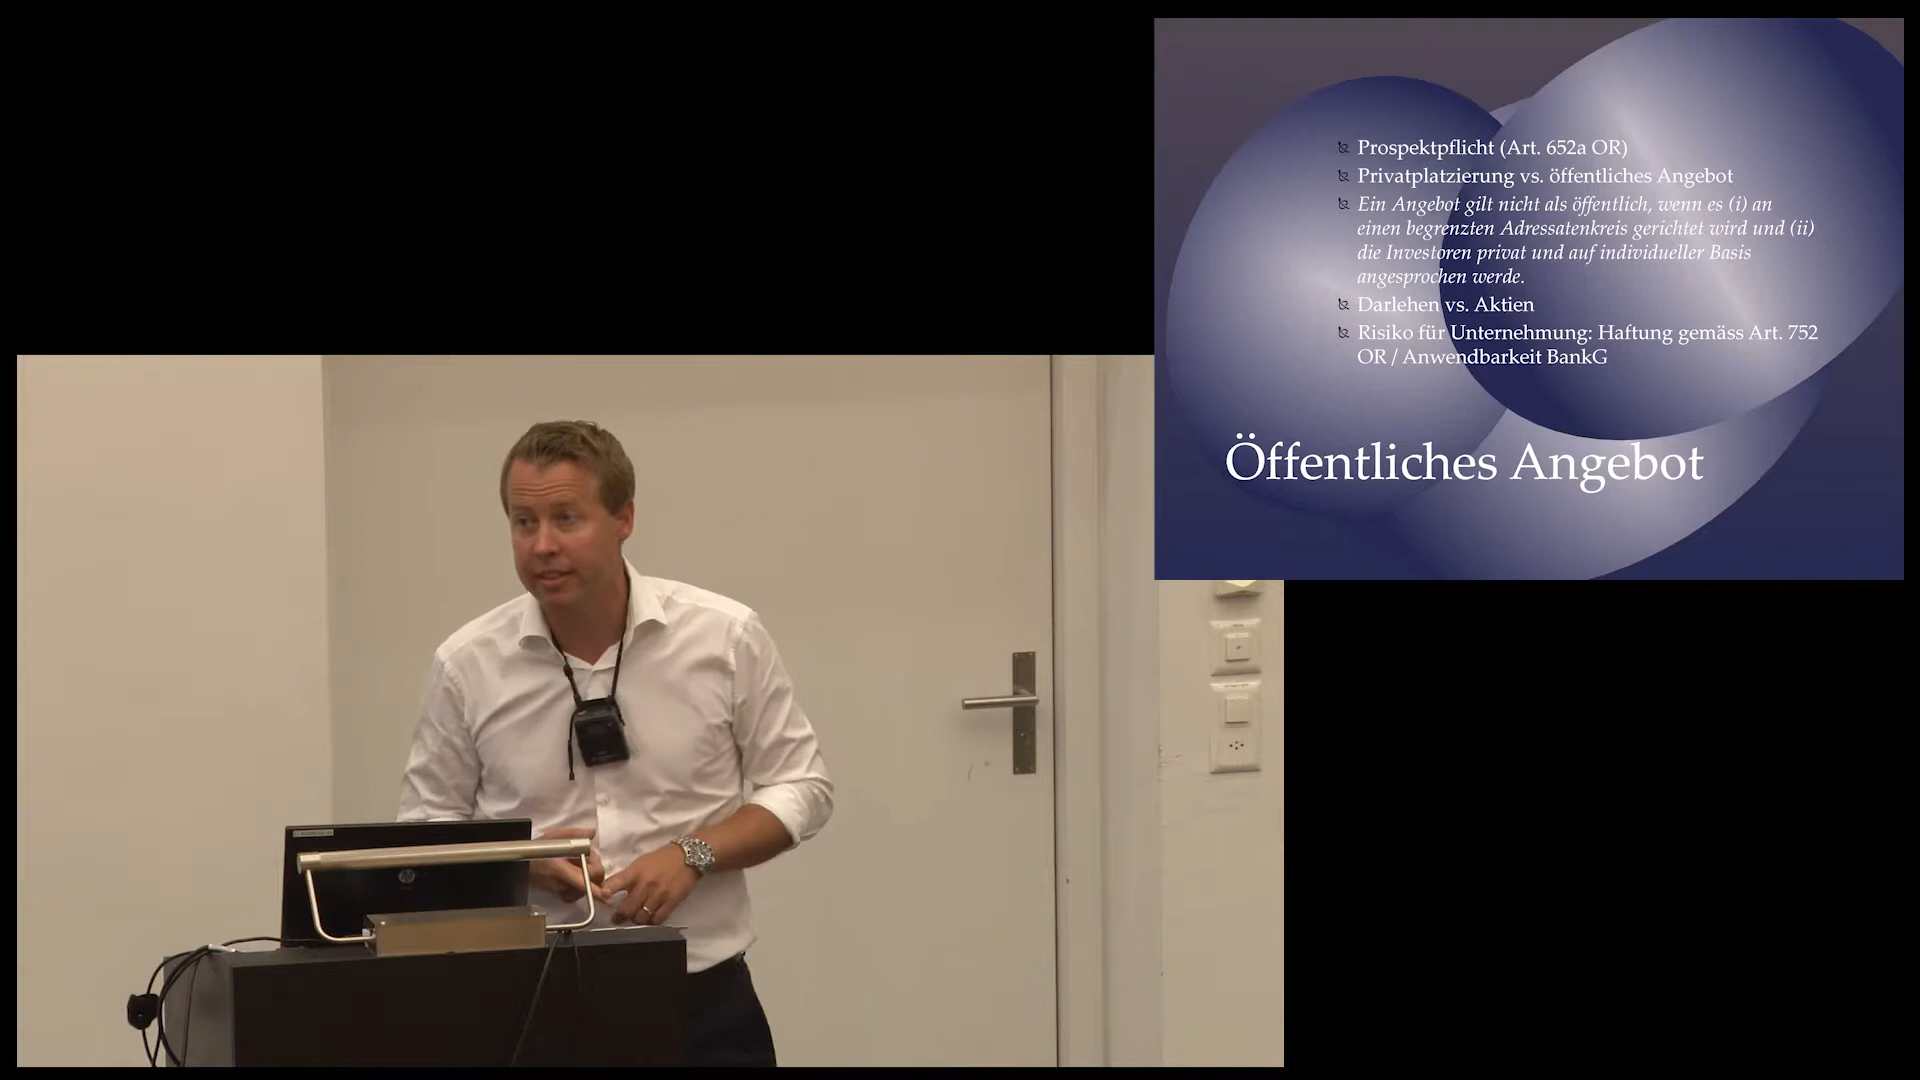 Prospektpflicht (Art. 652a OR)
Privatplatzierung vs. öffentliches Angebot
Ein Angebot gilt nicht als öffentlich, wenn es (i) an
einen begrenzten Adressatenkreis gerichtet wird und (ii)
die Investoren privat und auf individueller Basis
angesprochen werde.
Darlehen vs. Aktien
Risiko für Unternehmung: Haftung gemäss Art. 752
OR / Anwendbarkeit BankG
Öffentliches Angebot
hp